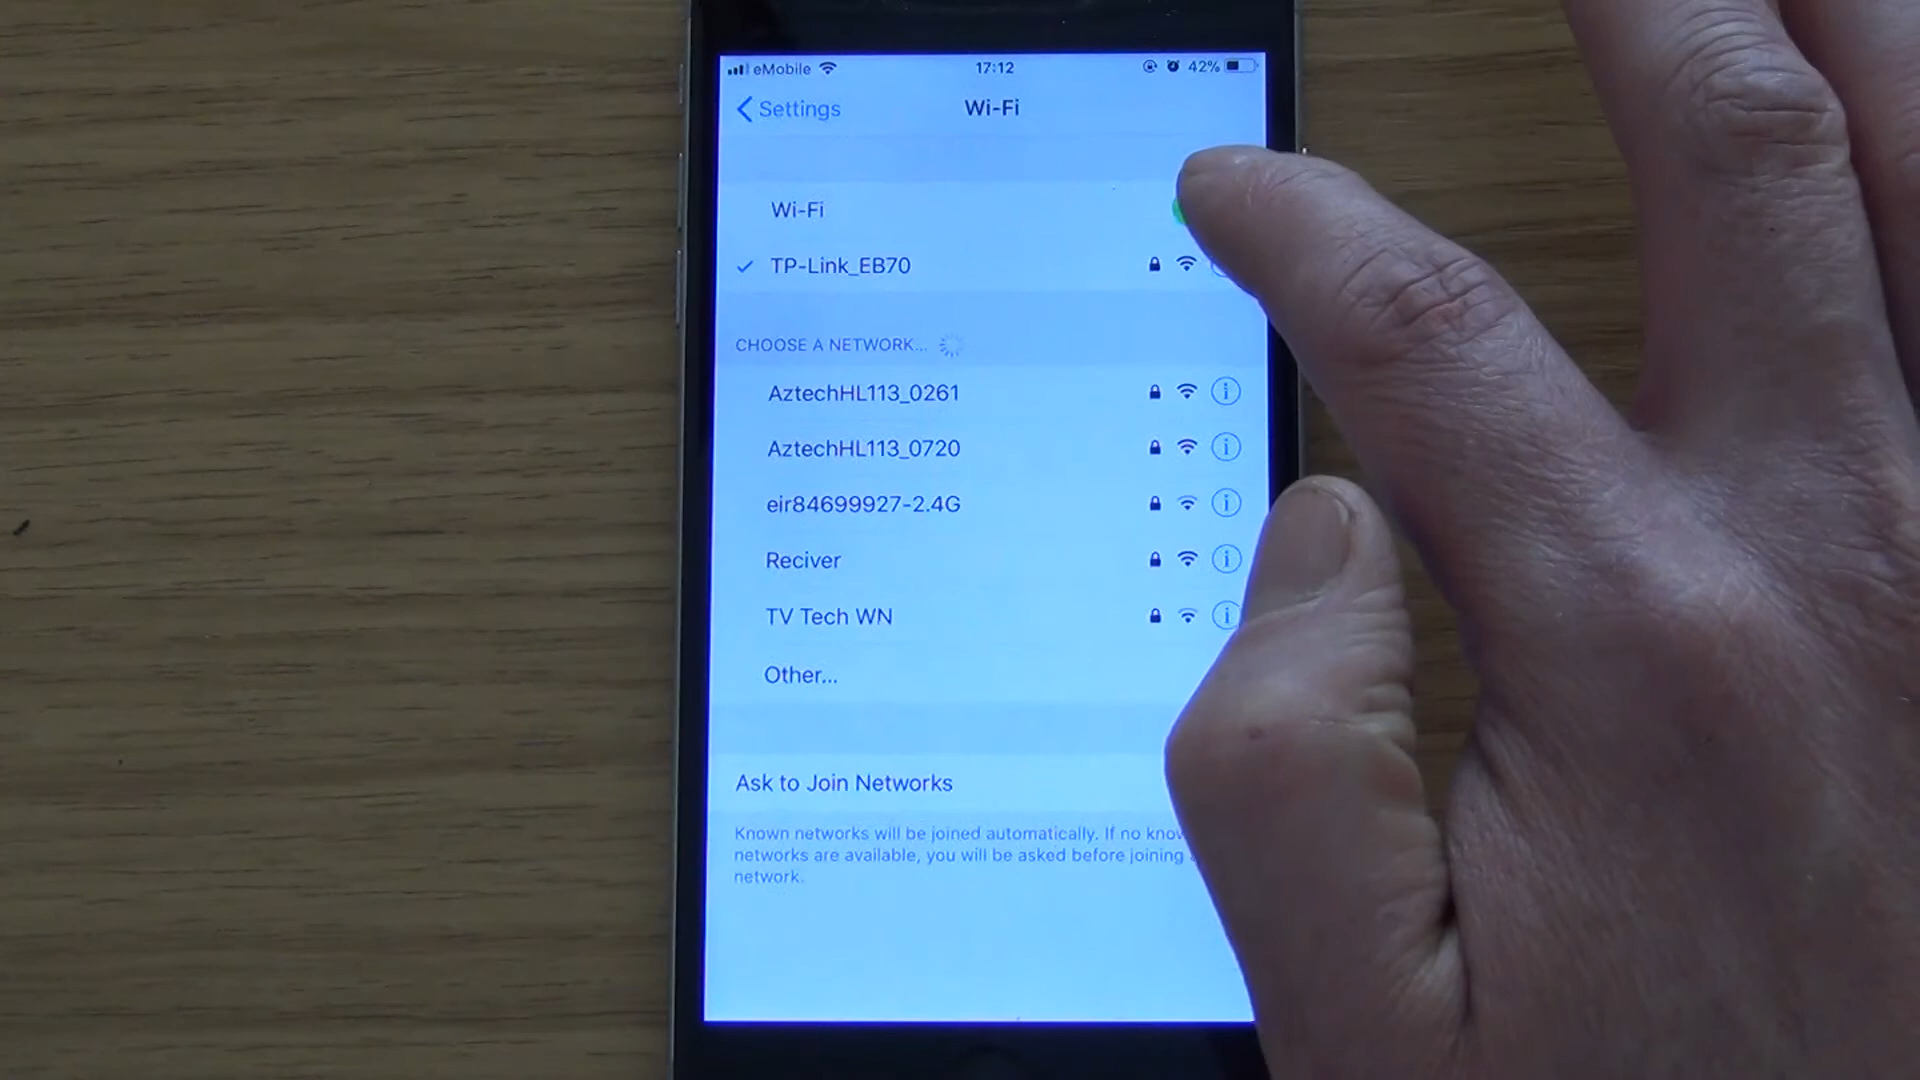 eMobile 17:12 42%
Settings Wi-Fi
Wi-Fi
TP-Link_EB70
CHOOSE A NETWORK...
AztechHL113_0261
AztechHL113_0720
eir84699927-2.4G
Reciver
TV Tech WN
Other...
Ask to Join Networks
Known networks will be joined automatically. If no
networks are available, you will be asked before joining
network.